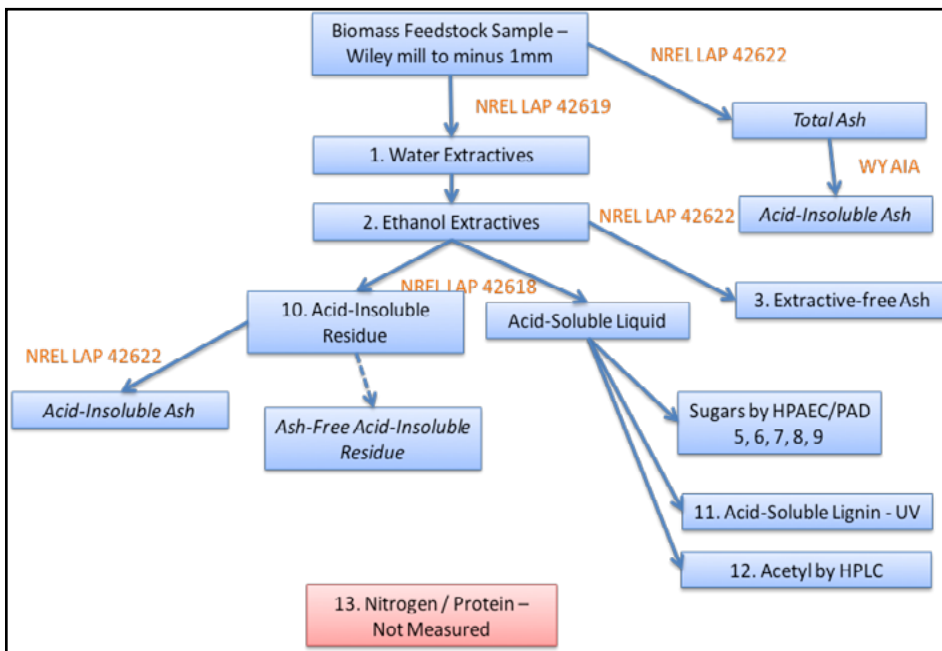 Biomass Feedstock Sample –
Wiley mill to minus 1mm
NREL LAP 42622
NREL LAP 42619
Total Ash
1. Water Extractives
WY AIA
2. Ethanol Extractives
NREL LAP 42622
Acid-Insoluble Ash
NREL LAP 42618
3. Extractive-free Ash
10. Acid-Insoluble
Residue
Acid-Soluble Liquid
NREL LAP 42622
Acid-Insoluble Ash
Ash-Free Acid-Insoluble
Residue
Sugars by HPAEC/PAD
5, 6, 7, 8, 9
11. Acid-Soluble Lignin - UV
12. Acetyl by HPLC
13. Nitrogen / Protein –
Not Measured